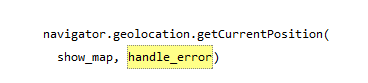 navigator.geolocation.getCurrentPosition(
show_map, handle_error)